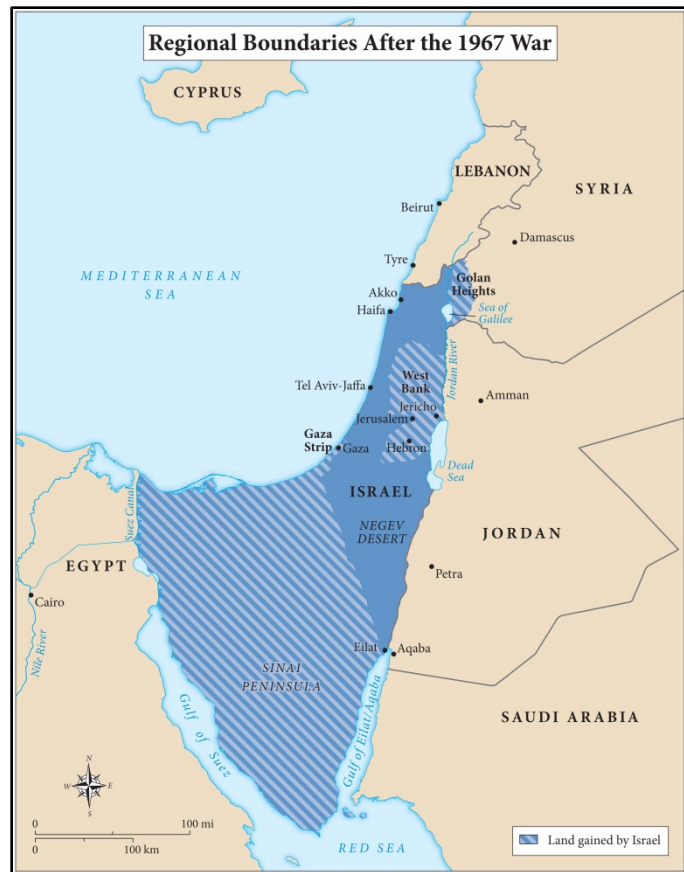 Regional Boundaries After the 1967 War
CYPRUS
LEBANON
SYRIA
Beirut
Damascus
Tyre
MEDITERRANEAN
SEA
Golan
Heights
Akko
Haifa
Sea of
Galilee
Jordan River
Tel Aviv-Jaffa
West
Bank
Amman
Jericho
Jerusalem
Gaza
Strip
Gaza
Hebron
Dead
Sea
ISRAEL
Suez Canal
NEGEV
DESERT
JORDAN
EGYPT
Petra
Cairo
Nile River
Eilat
Aqaba
SINAI
PENINSULA
Gulf of Suez
Gulf of Eilat/Aqaba
SAUDI ARABIA
N
W
E
S
0
100 mi
0
100 km
RED SEA
Land gained by Israel